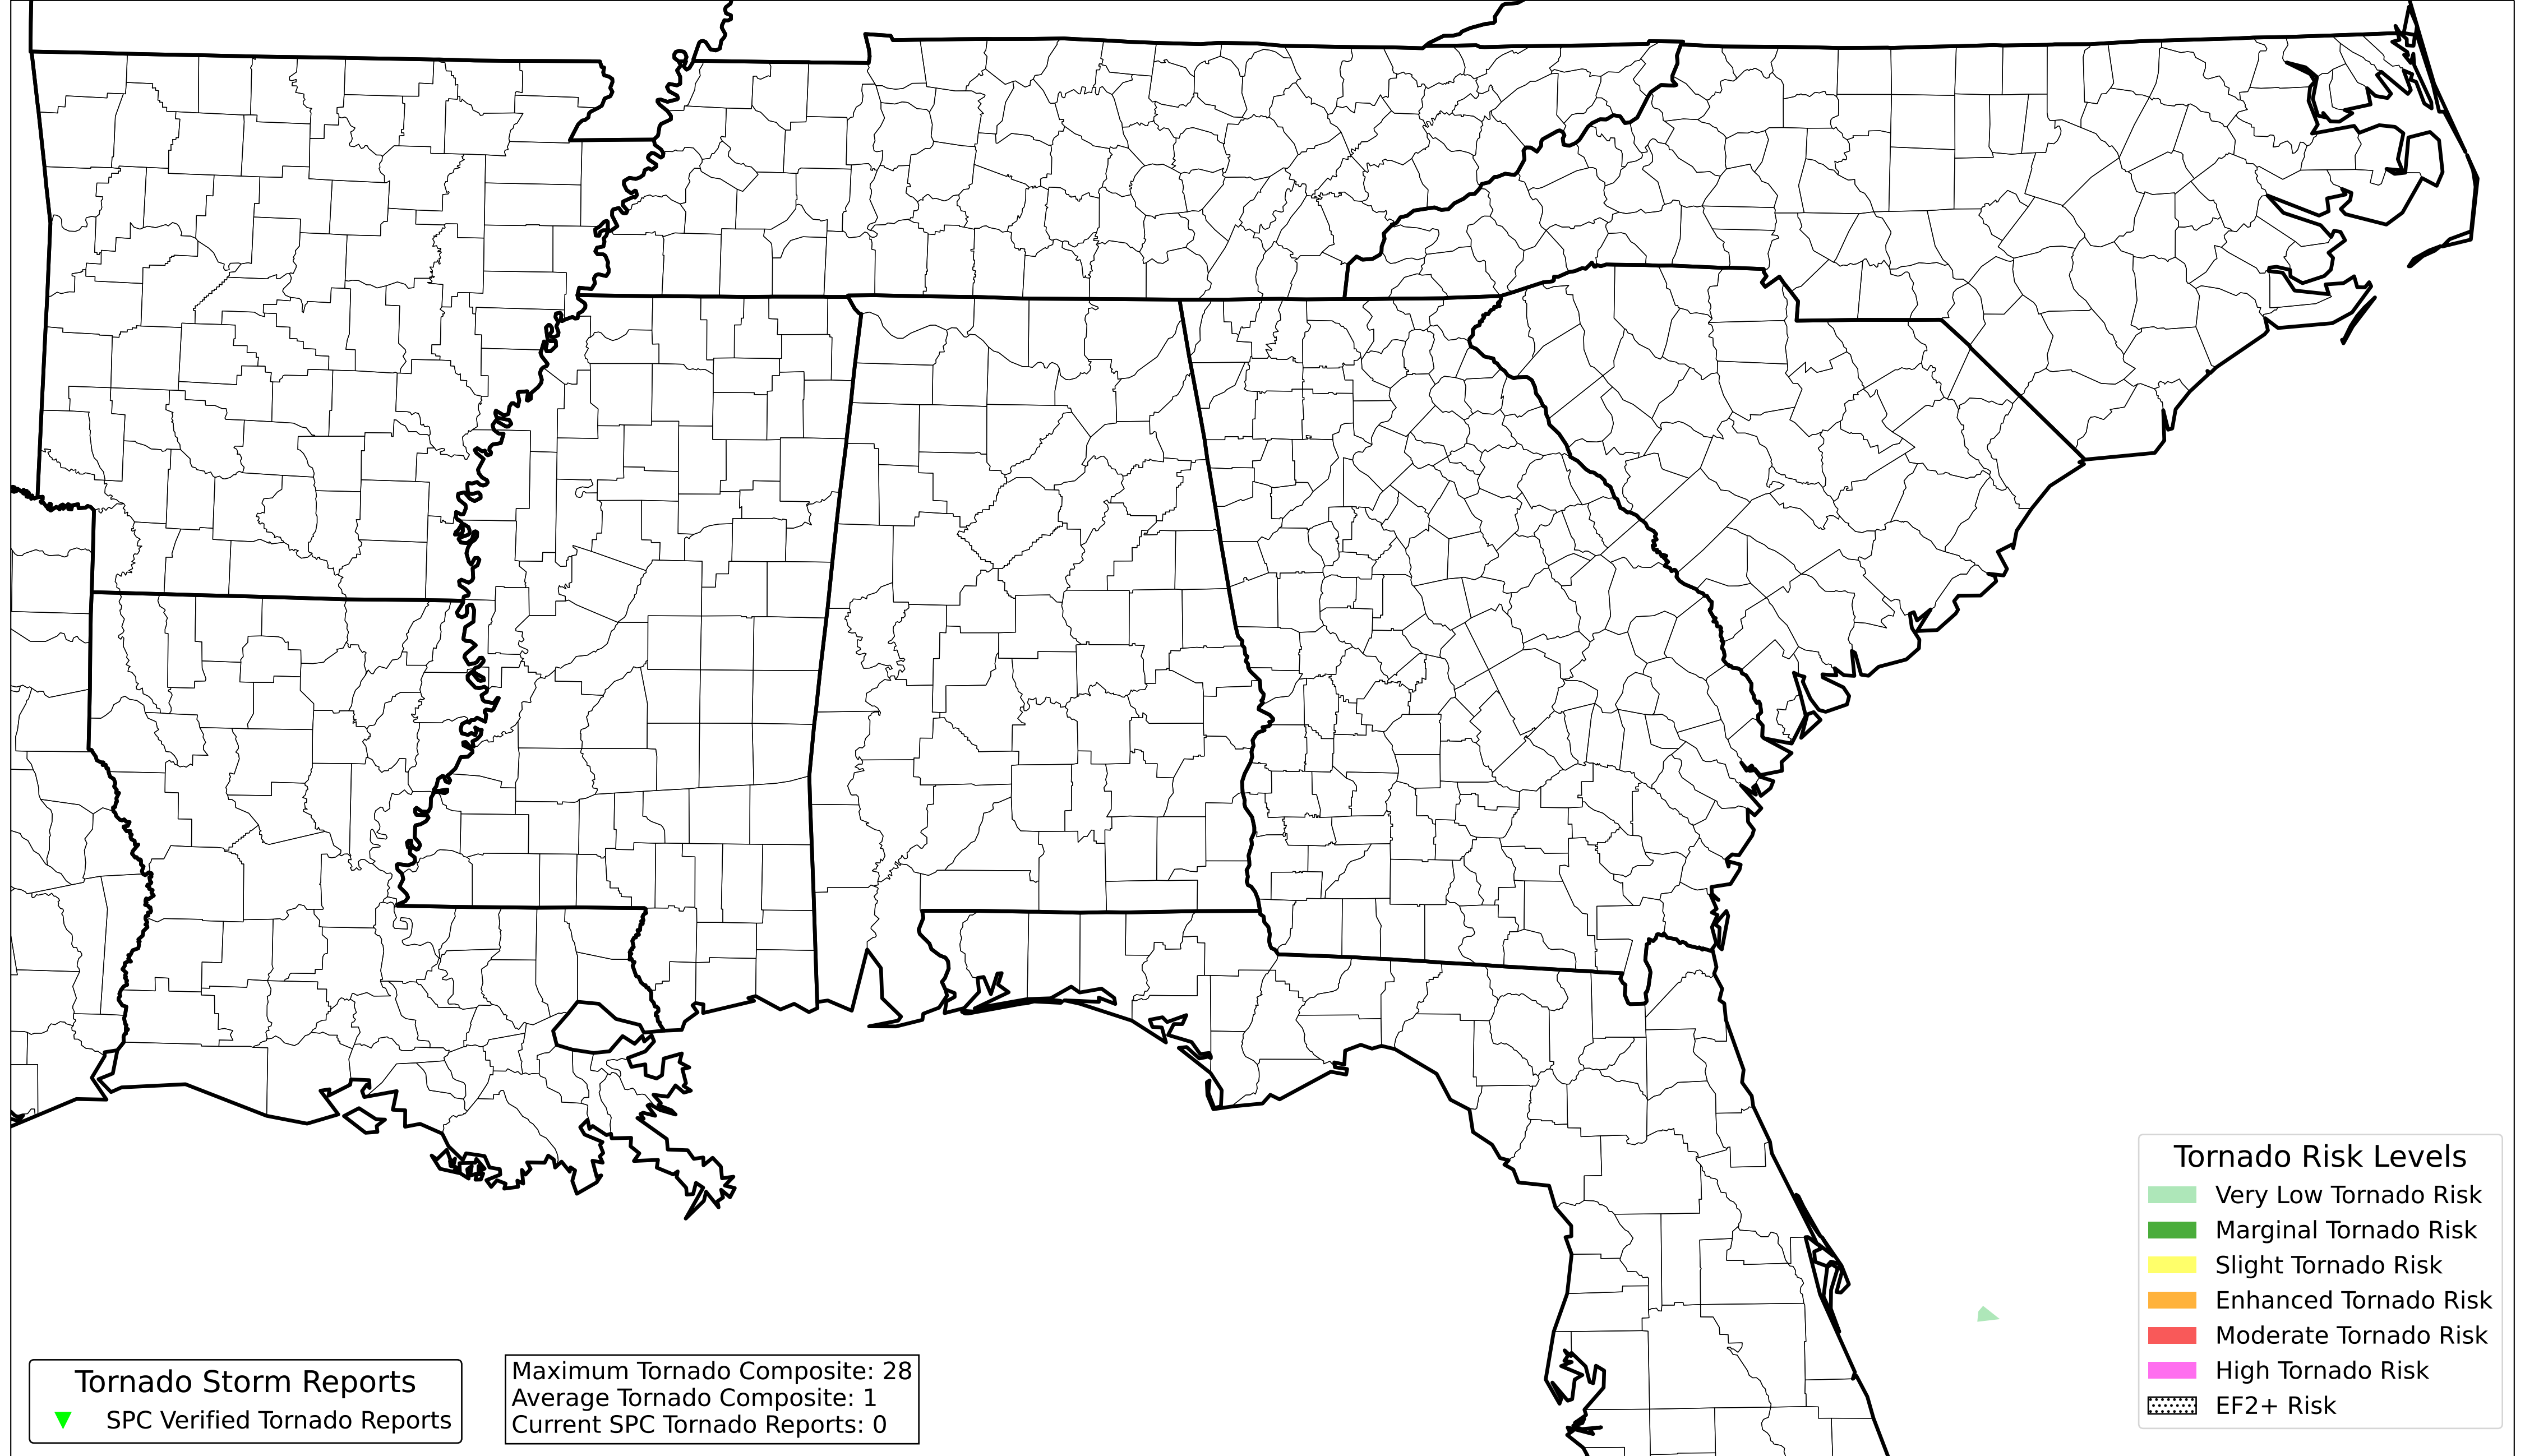 Tornado Storm Reports
SPC Verified Tornado Reports
Maximum Tornado Composite: 28
Average Tornado Composite: 1
Current SPC Tornado Reports: 0
Tornado Risk Levels
Very Low Tornado Risk
Marginal Tornado Risk
Slight Tornado Risk
Enhanced Tornado Risk
Moderate Tornado Risk
High Tornado Risk
EF2+ Risk